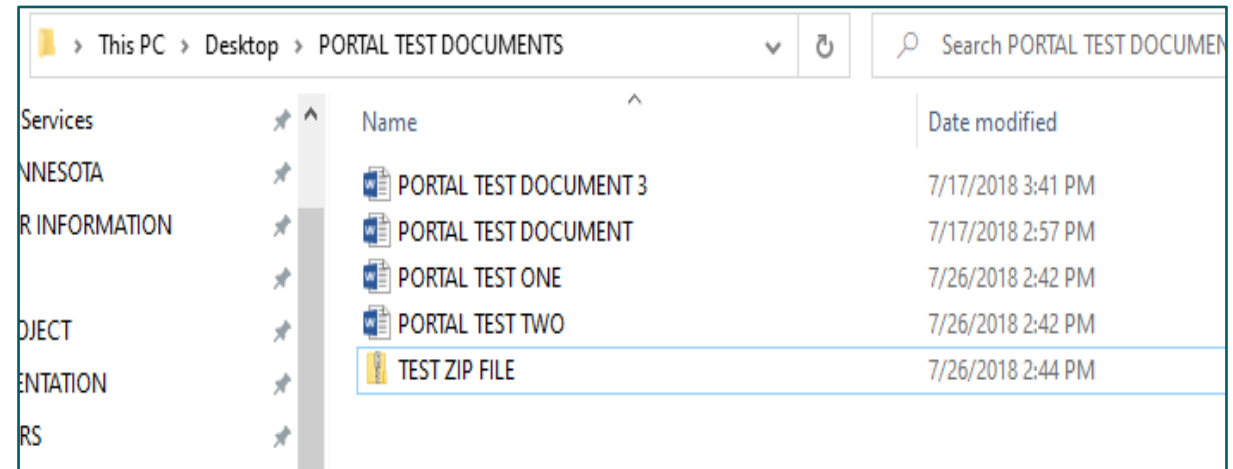 This PC > Desktop > PORTAL TEST DOCUMENTS
Search PORTAL TEST DOCUMEN
Services
Name
Date modified
NNESOTA
PORTAL TEST DOCUMENT 3
7/17/2018 3:41 PM
R INFORMATION
PORTAL TEST DOCUMENT
7/17/2018 2:57 PM
PORTAL TEST ONE
7/26/2018 2:42 PM
OJECT
PORTAL TEST TWO
7/26/2018 2:42 PM
ENTATION
TEST ZIP FILE
7/26/2018 2:44 PM
RS